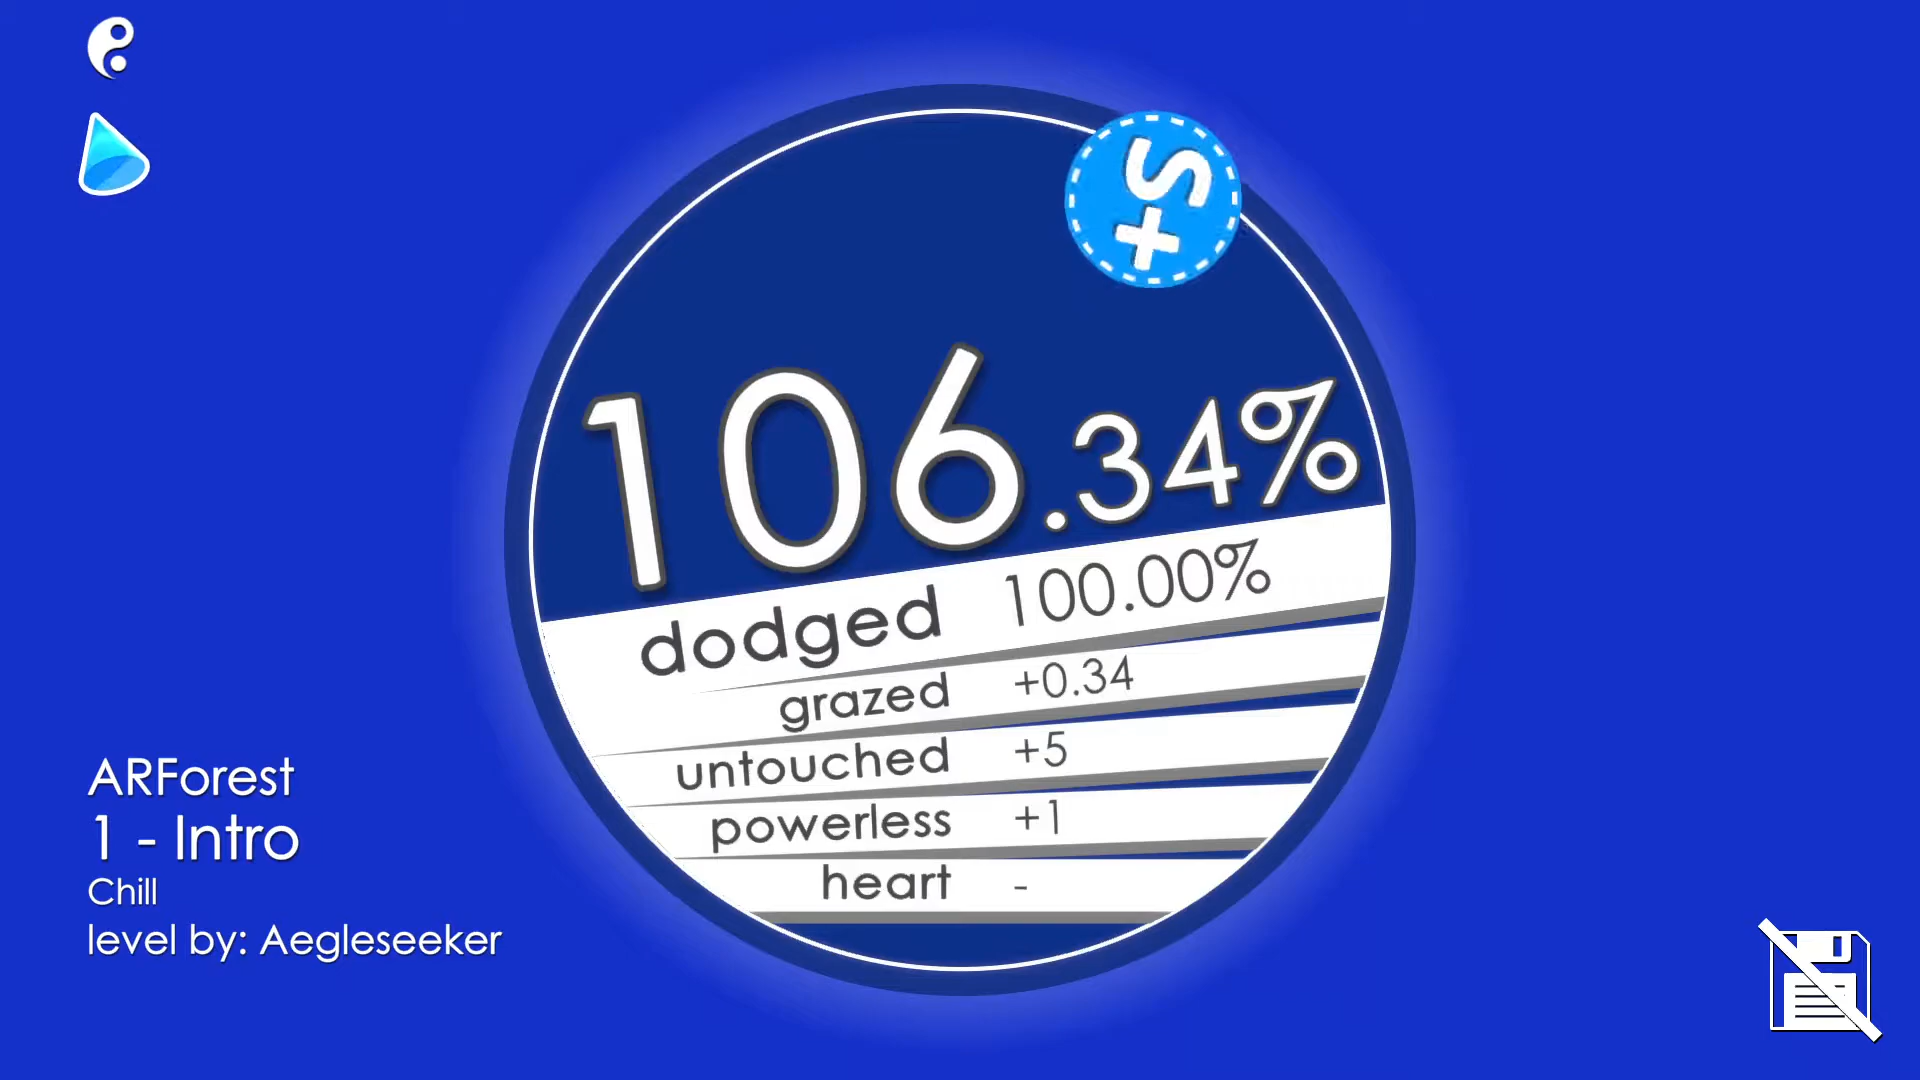 S+
106.34%
dodged 100.00%
grazed +0.34
untouched +5
powerless +1
heart -
ARForest
1 - Intro
Chill
level by: Aegleseeker